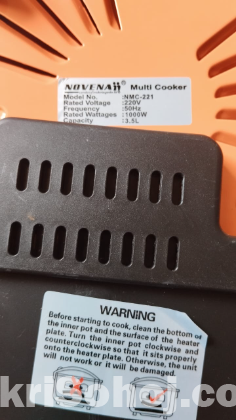 NOVENA Multi Cooker
Model No. :NMC-221
Rated Voltage :220V
Frequency :50Hz
Rated Wattages :1000W
Capacity :3.5L
WARNING
Before starting to cook, clean the bottom of
the inner pot and the surface of the heater
plate. Turn the inner pot clockwise and
counterclockwise so that it sits properly
onto the heater plate. Otherwise, the unit
will not work or it will be damaged.